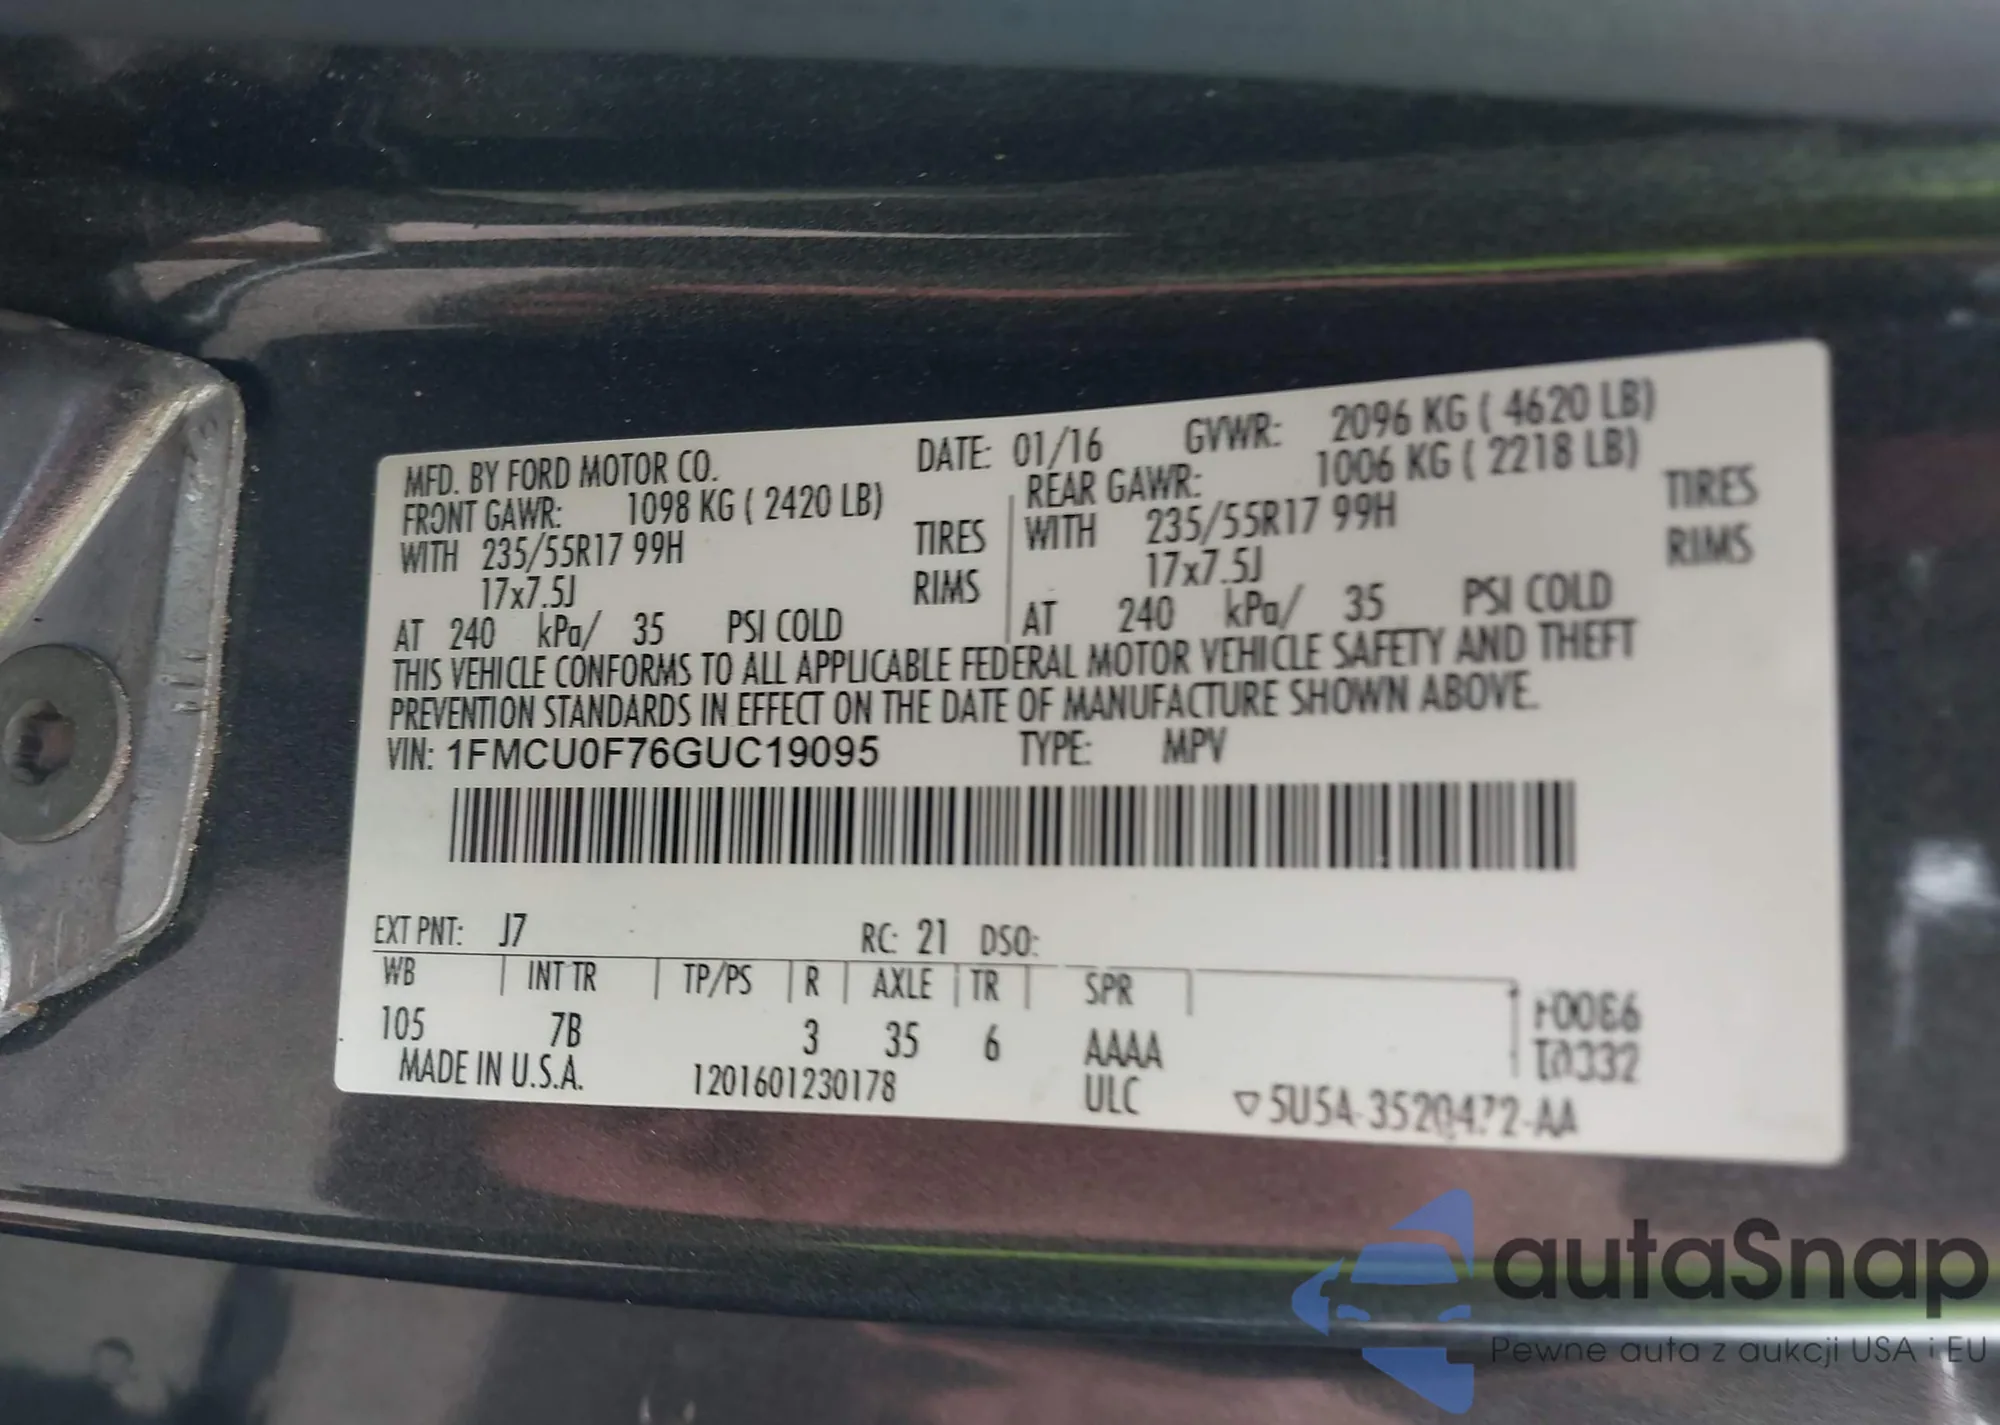 MFD. BY FORD MOTOR CO. DATE: 01/16 GVWR: 2096 KG ( 4620 LB)
FRONT GAWR: 1098 KG ( 2420 LB) REAR GAWR: 1006 KG ( 2218 LB)
WITH 235/55R17 99H TIRES WITH 235/55R17 99H TIRES
17x7.5J RIMS 17x7.5J RIMS
AT 240 kPa/ 35 PSI COLD AT 240 kPa/ 35 PSI COLD
THIS VEHICLE CONFORMS TO ALL APPLICABLE FEDERAL MOTOR VEHICLE SAFETY AND THEFT
PREVENTION STANDARDS IN EFFECT ON THE DATE OF MANUFACTURE SHOWN ABOVE.
VIN: 1FMCU0F76GUC19095 TYPE: MPV
EXT PNT: J7 RC: 21 DSO:
WB INT TR TP/PS R AXLE TR SPR
105 7B 3 35 6 AAAA
MADE IN U.S.A. 1201601230178 ULC
▽5U5A-3520472-AA
autaSnap
Pewne auta z aukcji USA i EU